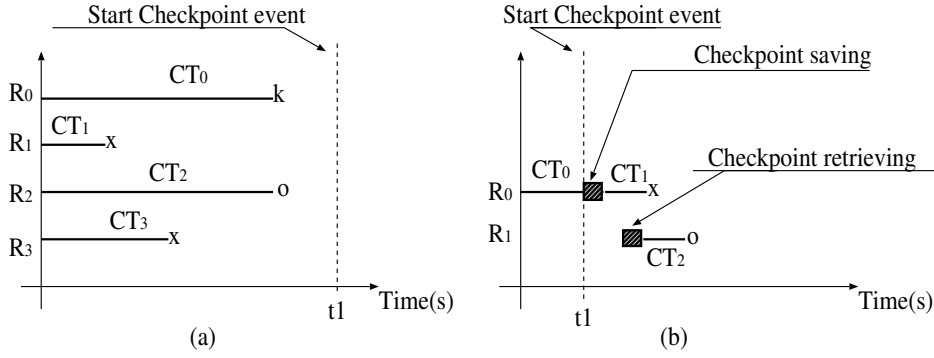 Start Checkpoint event
CT0
R0
k
CT1
R1
x
CT2
R2
o
CT3
R3
x
Time(s)
t1
(a)
Start Checkpoint event
Checkpoint saving
Checkpoint retrieving
CT0
CT1
R0
x
R1
o
CT2
Time(s)
t1
(b)